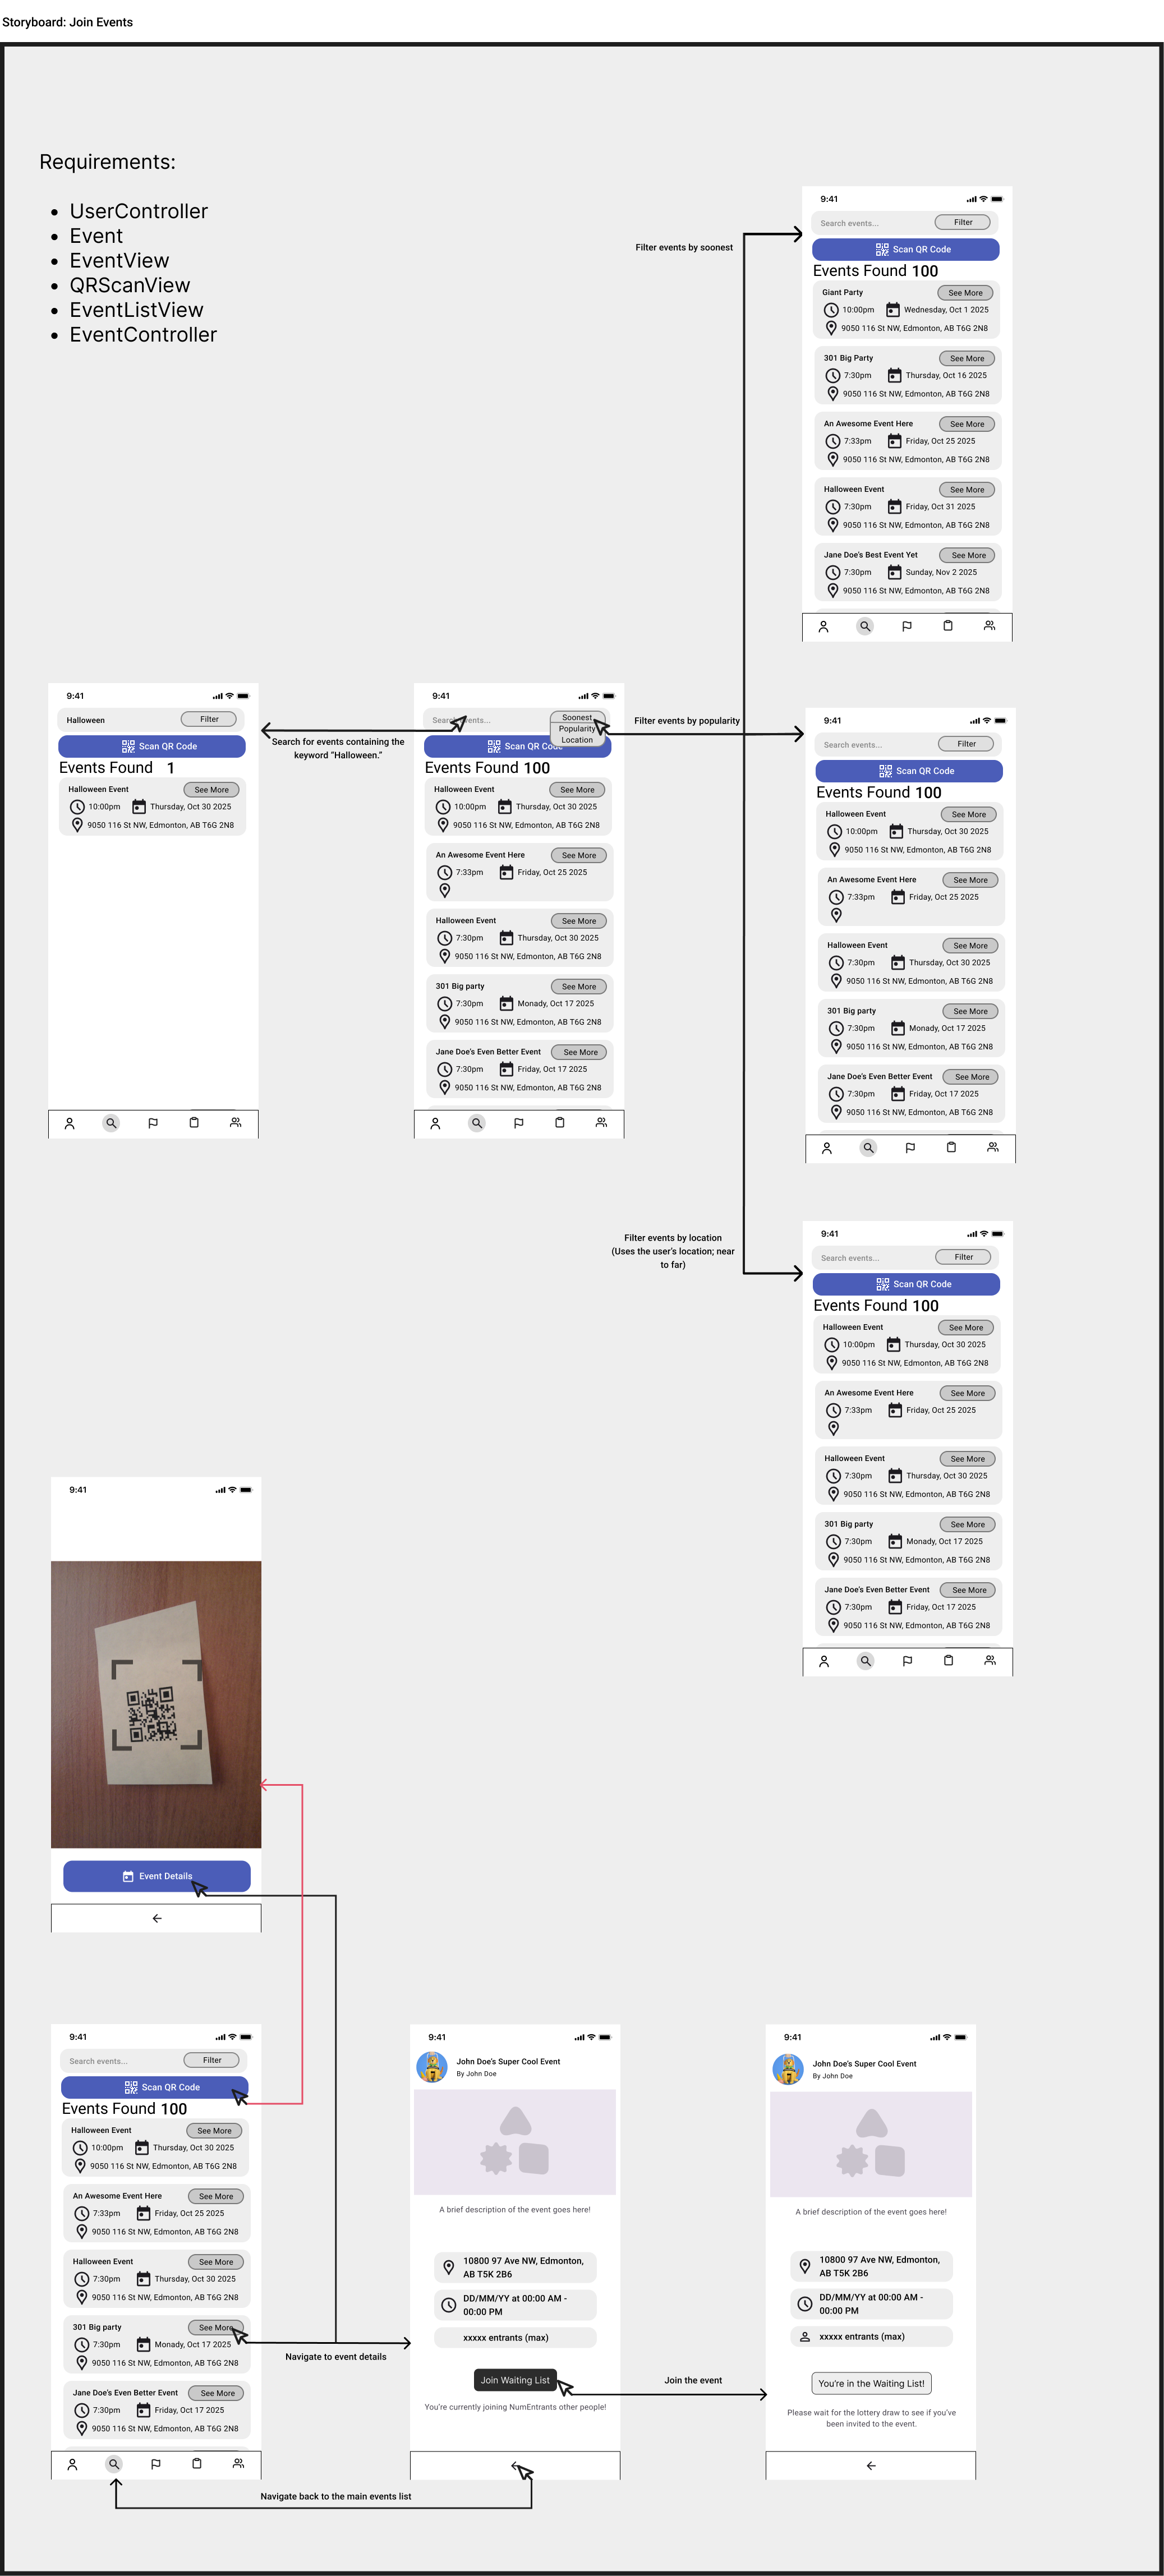 Storyboard: Join Events
Requirements:
UserController
Event
EventView
QRScanView
EventListView
EventController
Filter events by soonest
9:41
Search events...
Filter
Scan QR Code
Events Found 100
Giant Party
See More
10:00pm
Wednesday, Oct 1 2025
9050 116 St NW, Edmonton, AB T6G 2N8
301 Big Party
See More
7:30pm
Thursday, Oct 16 2025
9050 116 St NW, Edmonton, AB T6G 2N8
An Awesome Event Here
See More
7:33pm
Friday, Oct 25 2025
9050 116 St NW, Edmonton, AB T6G 2N8
Halloween Event
See More
7:30pm
Friday, Oct 31 2025
9050 116 St NW, Edmonton, AB T6G 2N8
Jane Doe's Best Event Yet
See More
7:30pm
Sunday, Nov 2 2025
9050 116 St NW, Edmonton, AB T6G 2N8
9:41
Halloween
Filter
Scan QR Code
Events Found 1
Halloween Event
See More
10:00pm
Thursday, Oct 30 2025
9050 116 St NW, Edmonton, AB T6G 2N8
Search for events containing the
keyword “Halloween.”
9:41
Search events...
Soonest
Popularity
Location
Scan QR Code
Events Found 100
Halloween Event
See More
10:00pm
Thursday, Oct 30 2025
9050 116 St NW, Edmonton, AB T6G 2N8
An Awesome Event Here
See More
7:33pm
Friday, Oct 25 2025
Halloween Event
See More
7:30pm
Thursday, Oct 30 2025
9050 116 St NW, Edmonton, AB T6G 2N8
301 Big party
See More
7:30pm
Monady, Oct 17 2025
9050 116 St NW, Edmonton, AB T6G 2N8
Jane Doe's Even Better Event
See More
7:30pm
Friday, Oct 17 2025
9050 116 St NW, Edmonton, AB T6G 2N8
Filter events by popularity
9:41
Search events...
Filter
Scan QR Code
Events Found 100
Halloween Event
See More
10:00pm
Thursday, Oct 30 2025
9050 116 St NW, Edmonton, AB T6G 2N8
An Awesome Event Here
See More
7:33pm
Friday, Oct 25 2025
Halloween Event
See More
7:30pm
Thursday, Oct 30 2025
9050 116 St NW, Edmonton, AB T6G 2N8
301 Big party
See More
7:30pm
Monady, Oct 17 2025
9050 116 St NW, Edmonton, AB T6G 2N8
Jane Doe's Even Better Event
See More
7:30pm
Friday, Oct 17 2025
9050 116 St NW, Edmonton, AB T6G 2N8
Filter events by location
(Uses the user's location; near
to far)
9:41
Search events...
Filter
Scan QR Code
Events Found 100
Halloween Event
See More
10:00pm
Thursday, Oct 30 2025
9050 116 St NW, Edmonton, AB T6G 2N8
An Awesome Event Here
See More
7:33pm
Friday, Oct 25 2025
Halloween Event
See More
7:30pm
Thursday, Oct 30 2025
9050 116 St NW, Edmonton, AB T6G 2N8
301 Big party
See More
7:30pm
Monady, Oct 17 2025
9050 116 St NW, Edmonton, AB T6G 2N8
Jane Doe's Even Better Event
See More
7:30pm
Friday, Oct 17 2025
9050 116 St NW, Edmonton, AB T6G 2N8
9:41
Event Details
9:41
Search events...
Filter
Scan QR Code
Events Found 100
Halloween Event
See More
10:00pm
Thursday, Oct 30 2025
9050 116 St NW, Edmonton, AB T6G 2N8
An Awesome Event Here
See More
7:33pm
Friday, Oct 25 2025
9050 116 St NW, Edmonton, AB T6G 2N8
Halloween Event
See More
7:30pm
Thursday, Oct 30 2025
9050 116 St NW, Edmonton, AB T6G 2N8
301 Big party
See More
7:30pm
Monady, Oct 17 2025
9050 116 St NW, Edmonton, AB T6G 2N8
Jane Doe's Even Better Event
See More
7:30pm
Friday, Oct 17 2025
9050 116 St NW, Edmonton, AB T6G 2N8
Navigate to event details
9:41
John Doe's Super Cool Event
By John Doe
A brief description of the event goes here!
10800 97 Ave NW, Edmonton,
AB T5K 2B6
DD/MM/YY at 00:00 AM -
00:00 PM
xxxxx entrants (max)
Join Waiting List
You're currently joining NumEntrants other people!
Join the event
9:41
John Doe's Super Cool Event
By John Doe
A brief description of the event goes here!
10800 97 Ave NW, Edmonton,
AB T5K 2B6
DD/MM/YY at 00:00 AM -
00:00 PM
xxxxx entrants (max)
You're in the Waiting List!
Please wait for the lottery draw to see if you've
been invited to the event.
Navigate back to the main events list